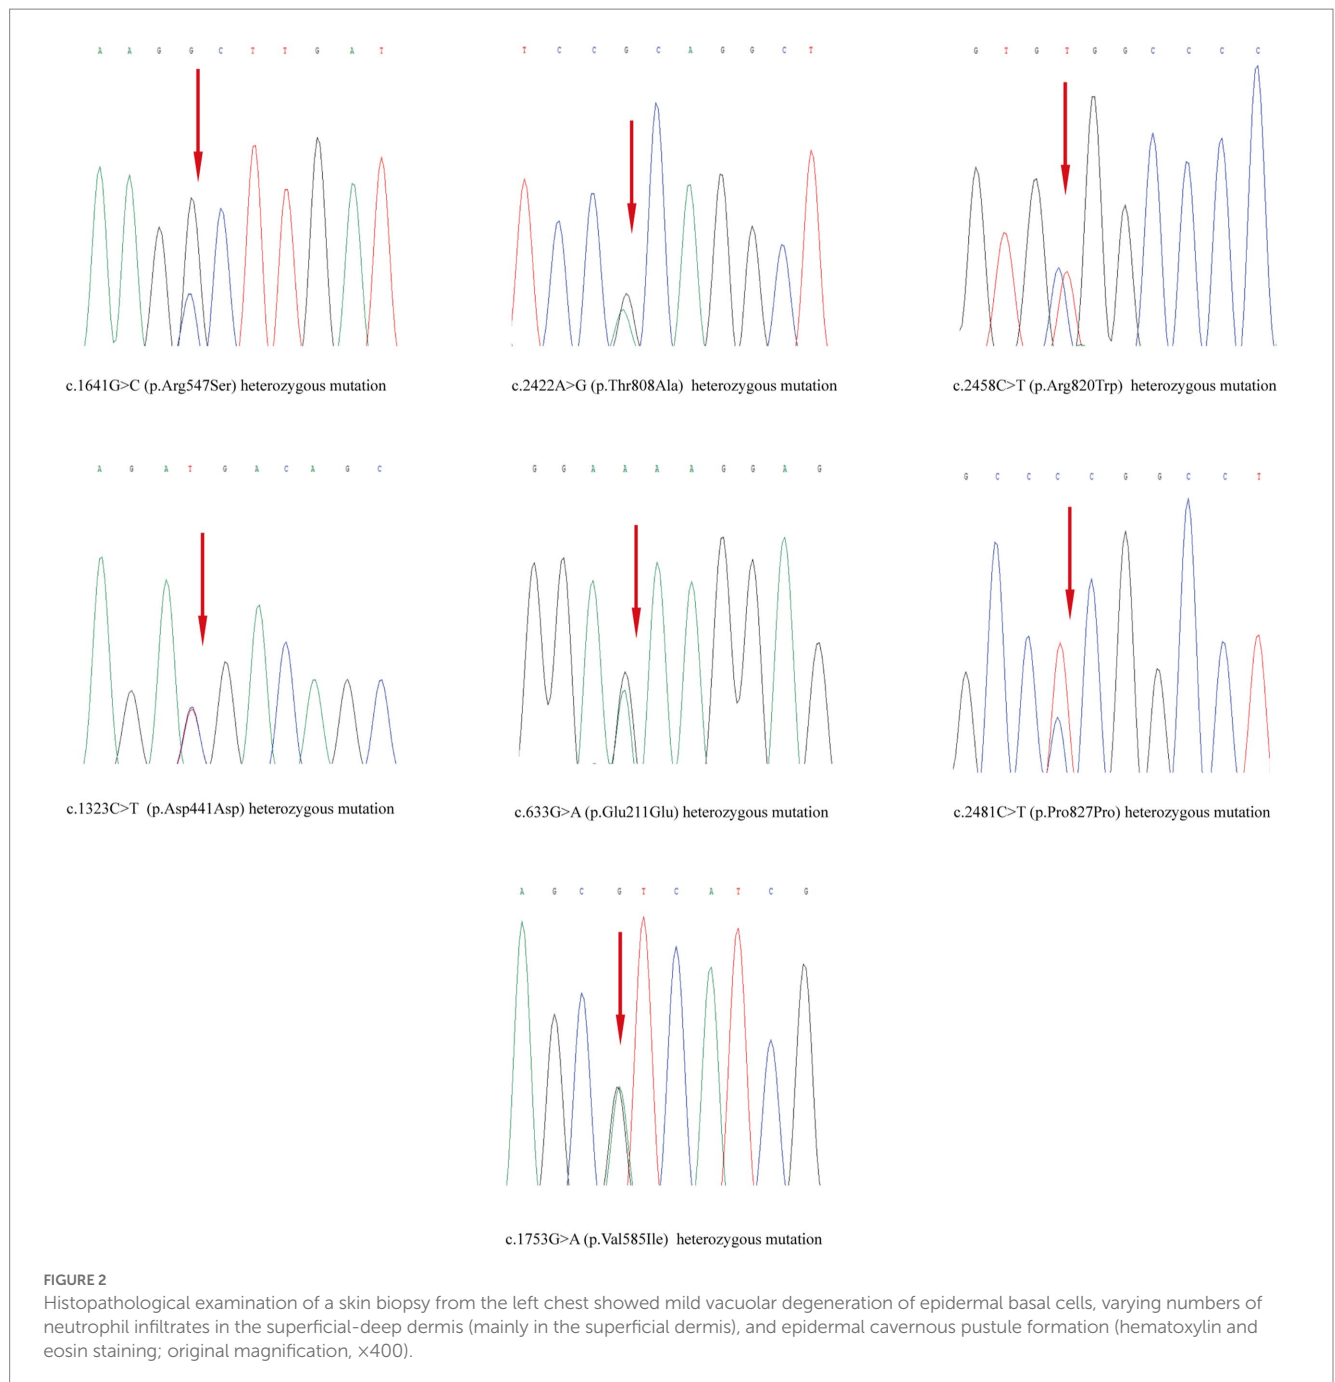 A A G G C T T G A T
T C C G C A G G C T
G T G T G G C C C C
c.1641G>C (p.Arg547Ser) heterozygous mutation
c.2422A>G (p.Thr808Ala) heterozygous mutation
c.2458C>T (p.Arg820Trp) heterozygous mutation
A G A T G A C A G C
G G A A A A G G A G
G C C C C G G C C T
c.1323C>T (p.Asp441Asp) heterozygous mutation
c.633G>A (p.Glu211Glu) heterozygous mutation
c.2481C>T (p.Pro827Pro) heterozygous mutation
A G C G T C A T C G
c.1753G>A (p.Val585Ile) heterozygous mutation
FIGURE 2
Histopathological examination of a skin biopsy from the left chest showed mild vacuolar degeneration of epidermal basal cells, varying numbers of
neutrophil infiltrates in the superficial-deep dermis (mainly in the superficial dermis), and epidermal cavernous pustule formation (hematoxylin and
eosin staining; original magnification, ×400).